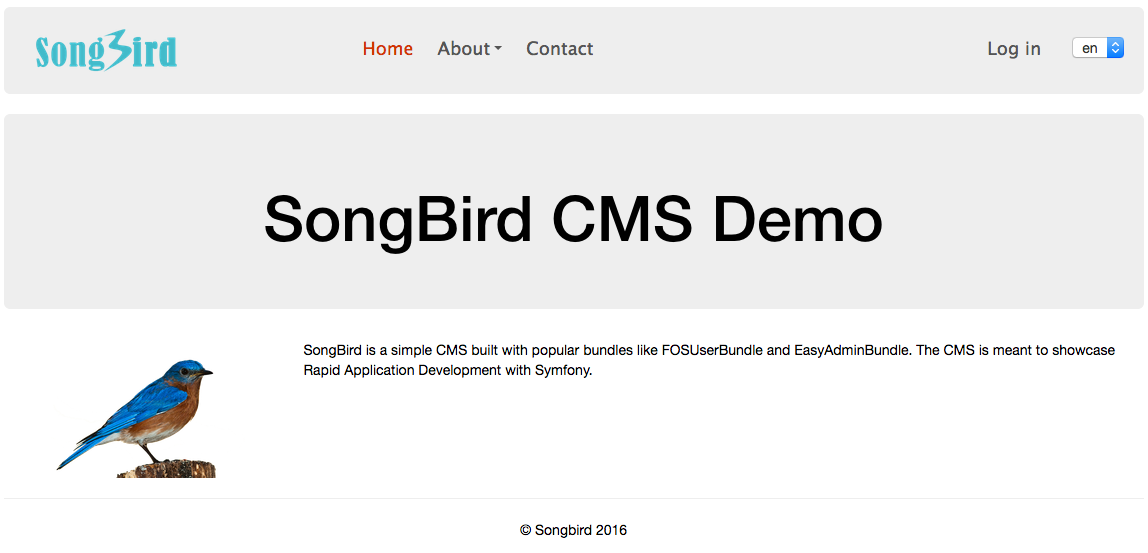 SongBird Home About Contact Log in en
SongBird CMS Demo
SongBird is a simple CMS built with popular bundles like FOSUserBundle and EasyAdminBundle. The CMS is meant to showcase
Rapid Application Development with Symfony.
© Songbird 2016